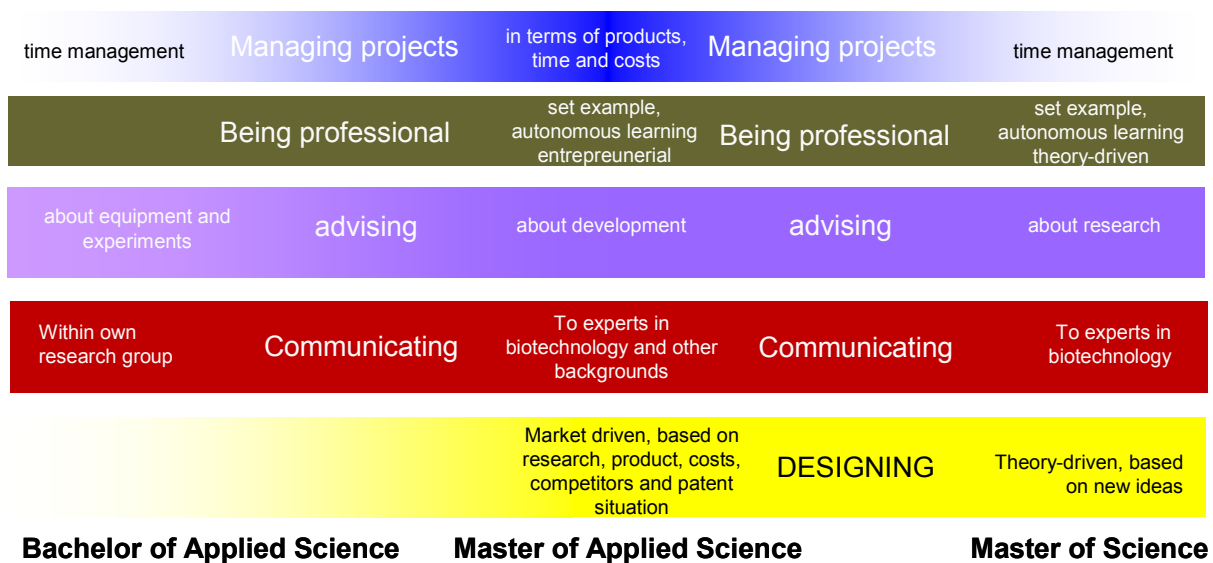 time management
Managing projects
in terms of products,
time and costs
Managing projects
time management
Being professional
set example,
autonomous learning
entrepreunerial
Being professional
set example,
autonomous learning
theory-driven
about equipment and
experiments
advising
about development
advising
about research
Within own
research group
Communicating
To experts in
biotechnology and other
backgrounds
Communicating
To experts in
biotechnology
Market driven, based on
research, product, costs,
competitors and patent
situation
DESIGNING
Theory-driven, based
on new ideas
Bachelor of Applied Science
Master of Applied Science
Master of Science